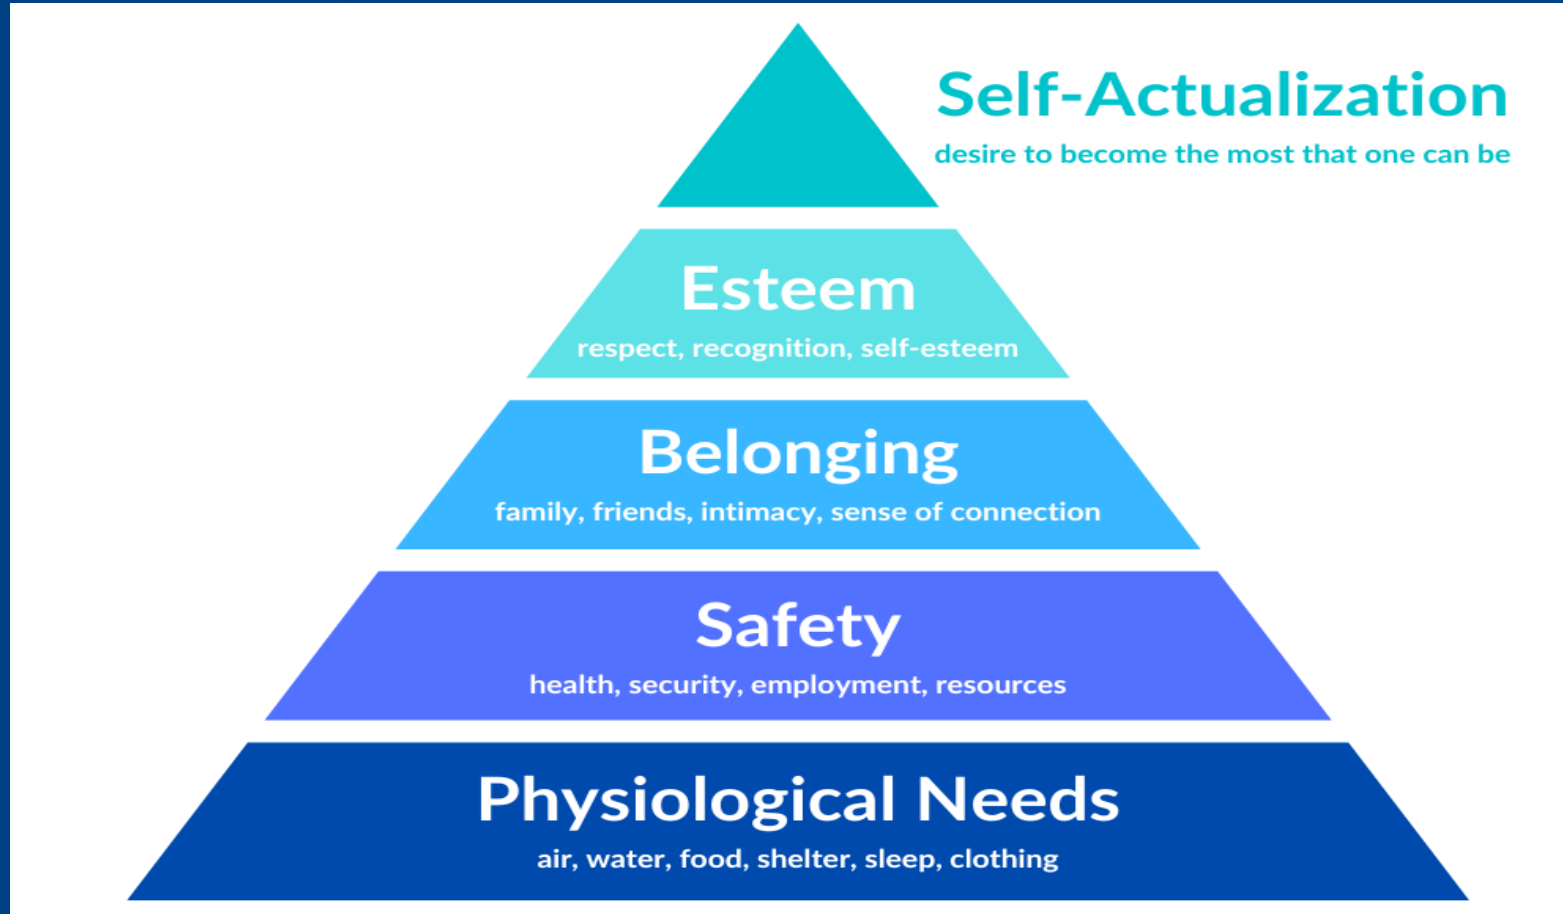 Self-Actualization
desire to become the most that one can be
Esteem
respect, recognition, self-esteem
Belonging
family, friends, intimacy, sense of connection
Safety
health, security, employment, resources
Physiological Needs
air, water, food, shelter, sleep, clothing